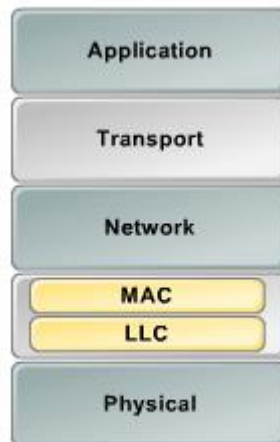 Application
Transport
Network
MAC
LLC
Physical